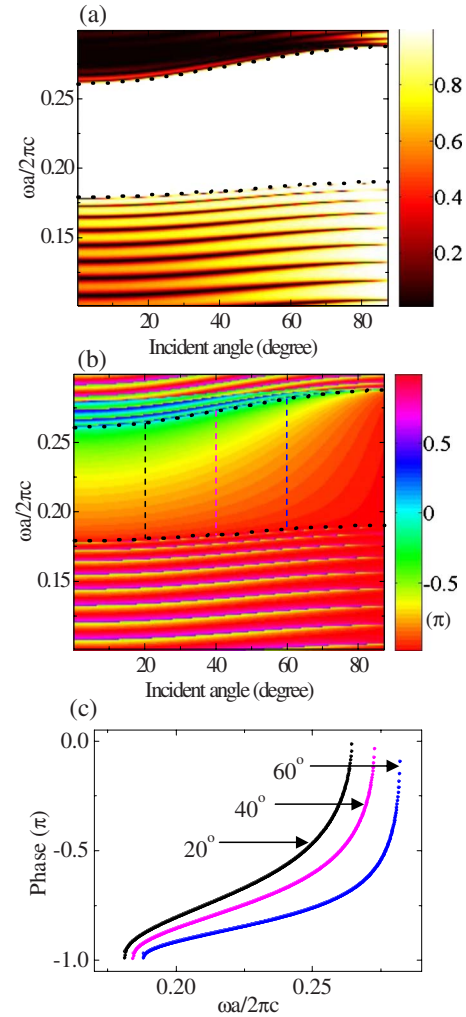 (a)
ωa/2πc
0.25
0.20
0.15
20 40 60 80
Incident angle (degree)
0.8
0.6
0.4
0.2
(b)
ωa/2πc
0.25
0.20
0.15
20 40 60 80
Incident angle (degree)
0.5
0
-0.5
(π)
(c)
Phase (π)
0.0
-0.5
-1.0
60°
40°
20°
0.20 0.25
ωa/2πc